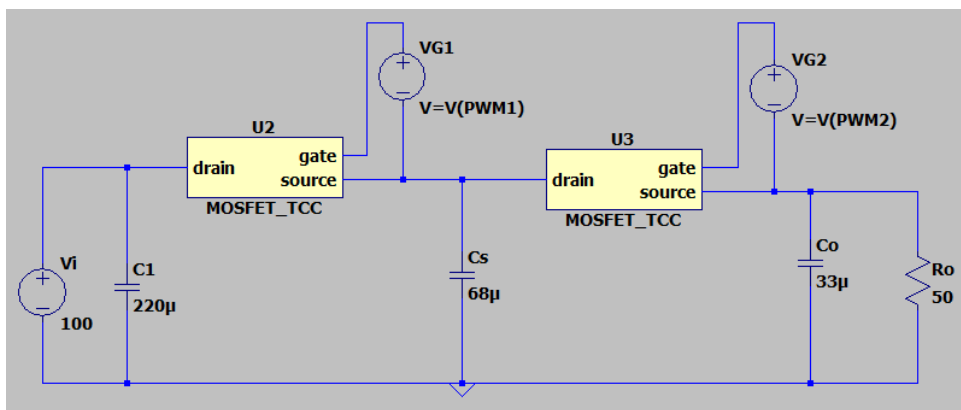 VG1
V=V(PWM1)
VG2
V=V(PWM2)
U2
drain
gate
source
MOSFET_TCC
U3
drain
gate
source
MOSFET_TCC
Vi
100
C1
220µ
Cs
68µ
Co
33µ
Ro
50